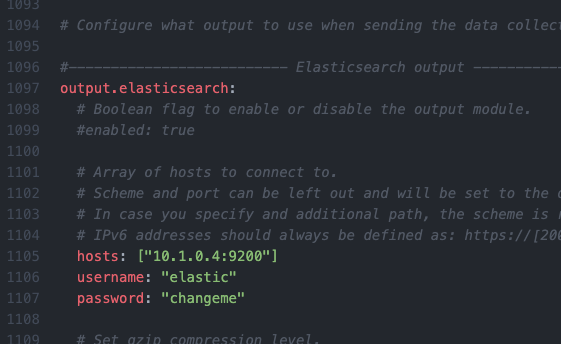 1093
1094 # Configure what output to use when sending the data
1095
1096 #-------------------------- Elasticsearch output ----------
1097 output.elasticsearch:
1098 # Boolean flag to enable or disable the output module.
1099 #enabled: true
1100
1101 # Array of hosts to connect to.
1102 # Scheme and port can be left out and will be set to the
1103 # In case you specify and additional path, the scheme is
1104 # IPv6 addresses should always be defined as: https://[200
1105 hosts: ["10.1.0.4:9200"]
1106 username: "elastic"
1107 password: "changeme"
1108
1109 # Set gzip compression level.